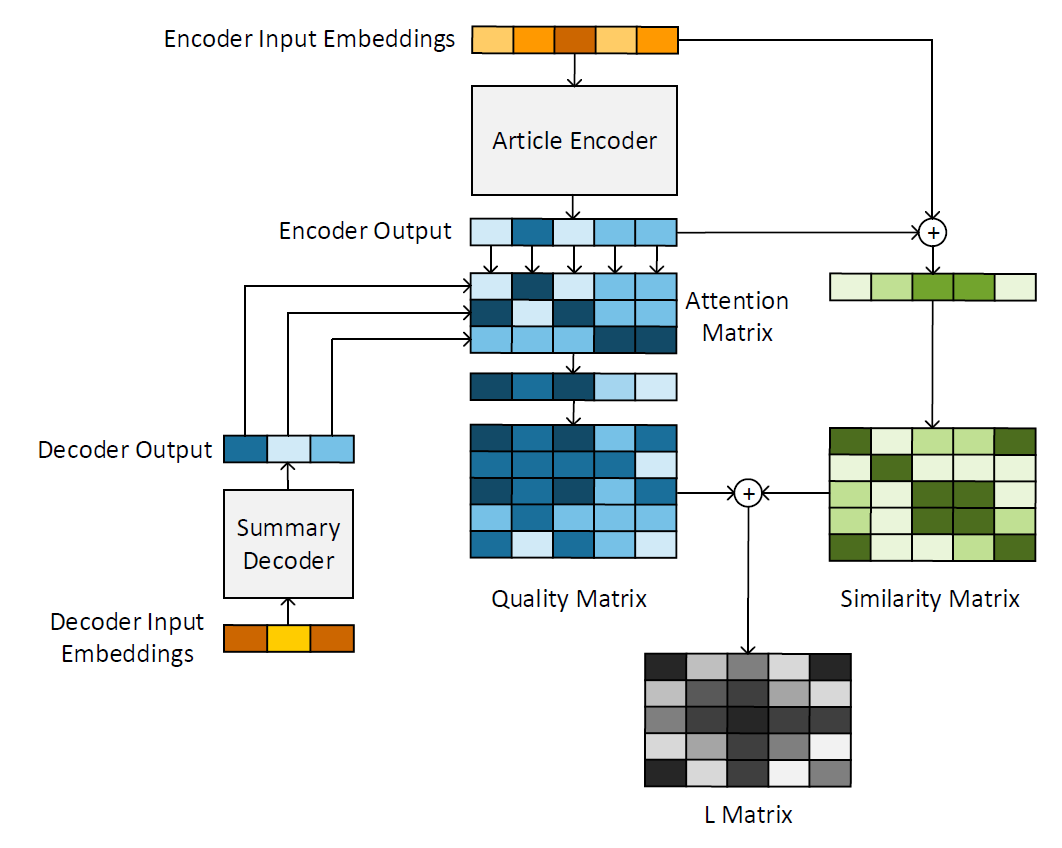 Encoder Input Embeddings
Article Encoder
Encoder Output
+
Attention
Matrix
Decoder Output
+
Summary
Decoder
Quality Matrix
Similarity Matrix
Decoder Input
Embeddings
L Matrix